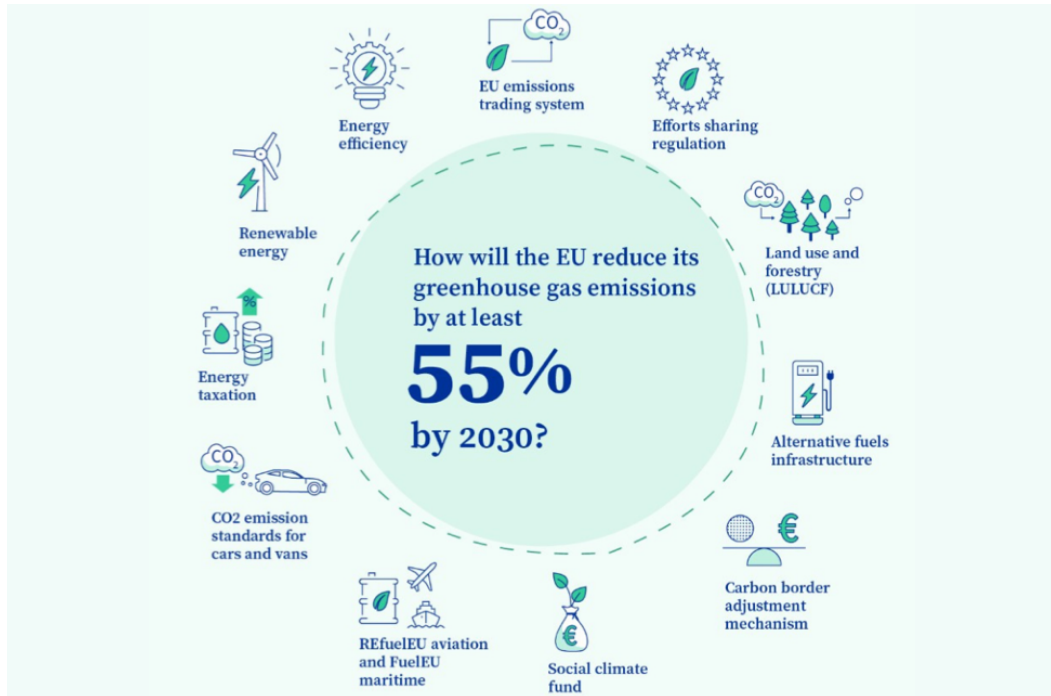 How will the EU reduce its
greenhouse gas emissions
by at least
55%
by 2030?
CO2
EU emissions
trading system
Efforts sharing
regulation
CO2
Land use and
forestry
(LULUCF)
Alternative fuels
infrastructure
€
Carbon border
adjustment
mechanism
€
Social climate
fund
REfuelEU aviation
and FuelEU
maritime
CO2
CO2 emission
standards for
cars and vans
%
Energy
taxation
Renewable
energy
Energy
efficiency